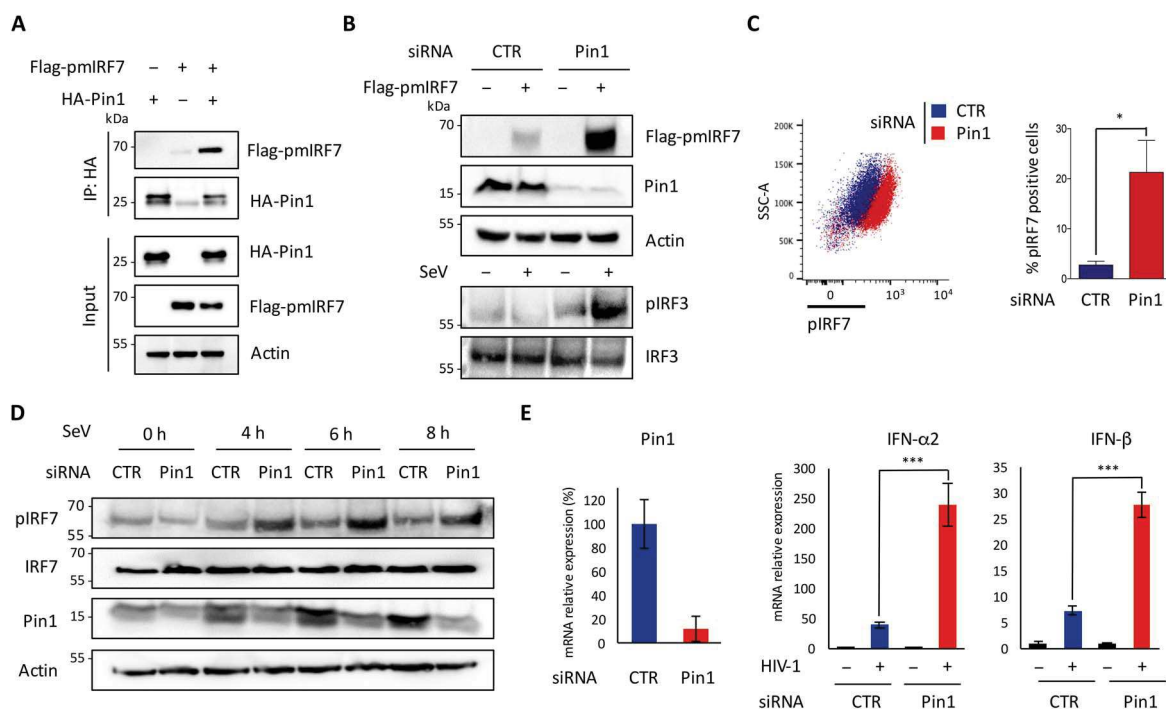 A
Flag-pmIRF7 – + +
HA-Pin1 + – +
kDa
IP: HA
70
Flag-pmIRF7
25
HA-Pin1
Input
25
HA-Pin1
70
Flag-pmIRF7
55
Actin
B
siRNA CTR Pin1
Flag-pmIRF7 – + – +
kDa
70
Flag-pmIRF7
15
Pin1
55
Actin
SeV – + – +
pIRF3
55
IRF3
55
C
siRNA
CTR
Pin1
SSC-A
200K
150K
100K
50K
0
0 10³ 10⁴
pIRF7
% pIRF7 positive cells
30
20
10
0
*
siRNA CTR Pin1
D
SeV 0 h 4 h 6 h 8 h
siRNA CTR Pin1 CTR Pin1 CTR Pin1 CTR Pin1
70
pIRF7
55
70
IRF7
55
Pin1
15
Actin
55
E
Pin1
mRNA relative expression (%)
120
100
80
60
40
20
0
siRNA CTR Pin1
IFN-α2
mRNA relative expression
300
250
200
150
100
50
0
***
HIV-1 – + – +
siRNA CTR Pin1
IFN-β
35
30
25
20
15
10
5
0
***
– + – +
CTR Pin1